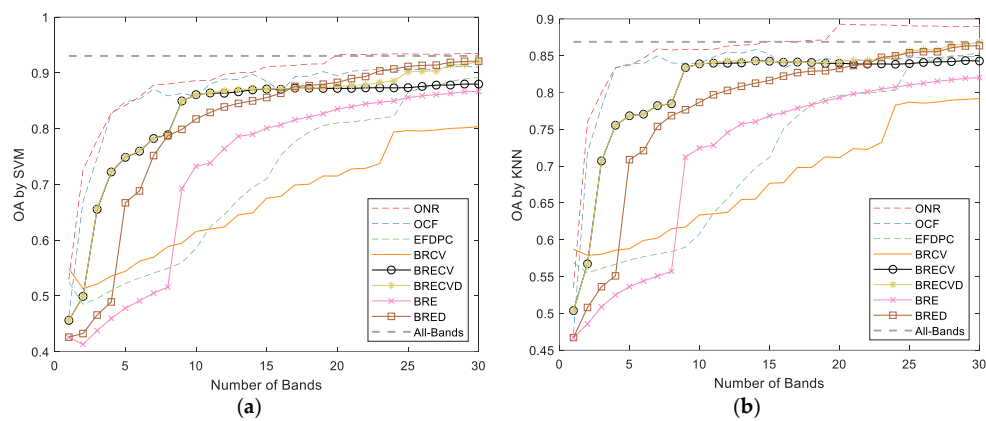 1
0.9
0.8
0.7
0.6
0.5
0.4
OA by SVM
0 5 10 15 20 25 30
Number of Bands
ONR
OCF
EFDPC
BRCV
BRECV
BRECVD
BRE
BRED
All-Bands
(a)
0.9
0.85
0.8
0.75
0.7
0.65
0.6
0.55
0.5
0.45
OA by KNN
0 5 10 15 20 25 30
Number of Bands
ONR
OCF
EFDPC
BRCV
BRECV
BRECVD
BRE
BRED
All-Bands
(b)